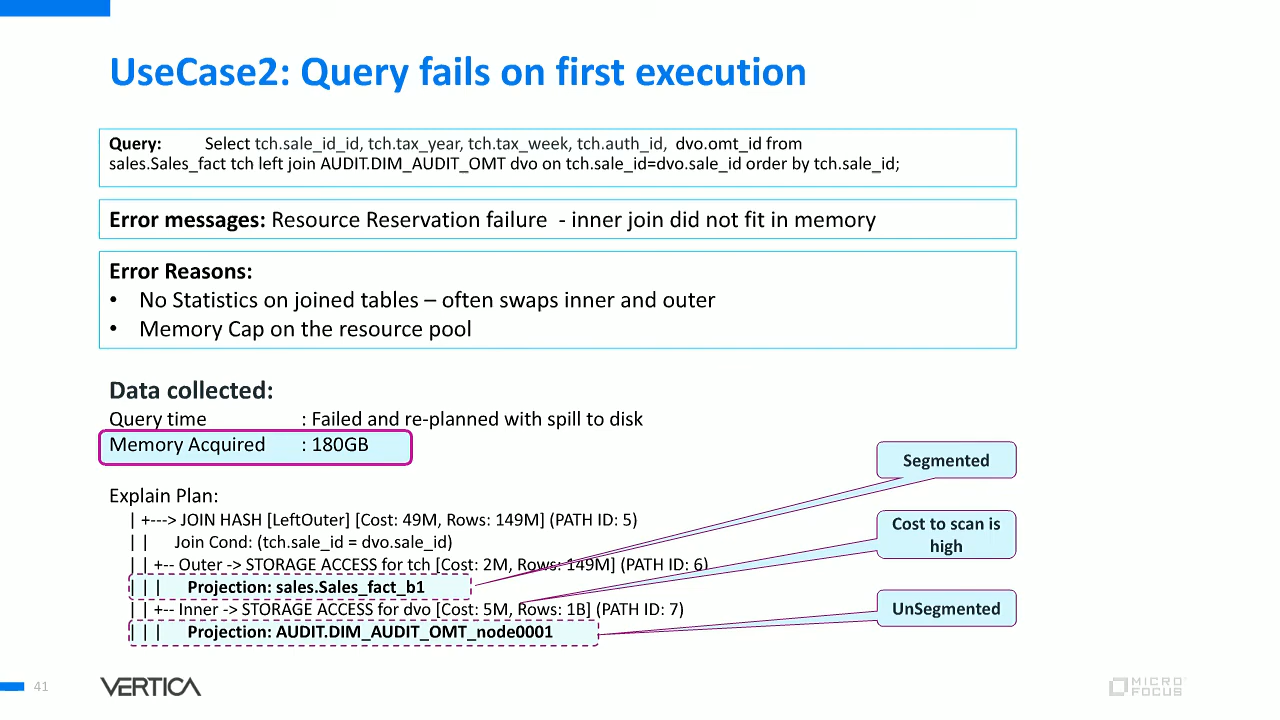 UseCase2: Query fails on first execution
Query: Select tch.sale_id_id, tch.tax_year, tch.tax_week, tch.auth_id, dvo.omt_id from
sales.Sales_fact tch left join AUDIT.DIM_AUDIT_OMT dvo on tch.sale_id=dvo.sale_id order by tch.sale_id;
Error messages: Resource Reservation failure - inner join did not fit in memory
Error Reasons:
• No Statistics on joined tables – often swaps inner and outer
• Memory Cap on the resource pool
Data collected:
Query time : Failed and re-planned with spill to disk
Memory Acquired : 180GB
Segmented
Explain Plan:
| +---> JOIN HASH [LeftOuter] [Cost: 49M, Rows: 149M] (PATH ID: 5)
Cost to scan is
high
| | Join Cond: (tch.sale_id = dvo.sale_id)
| | +-- Outer -> STORAGE ACCESS for tch [Cost: 2M, Rows: 149M] (PATH ID: 6)
| | | Projection: sales.Sales_fact_b1
| | +-- Inner -> STORAGE ACCESS for dvo [Cost: 5M, Rows: 1B] (PATH ID: 7)
UnSegmented
| | | Projection: AUDIT.DIM_AUDIT_OMT_node0001
41
VERTICA
MICRO
FOCUS